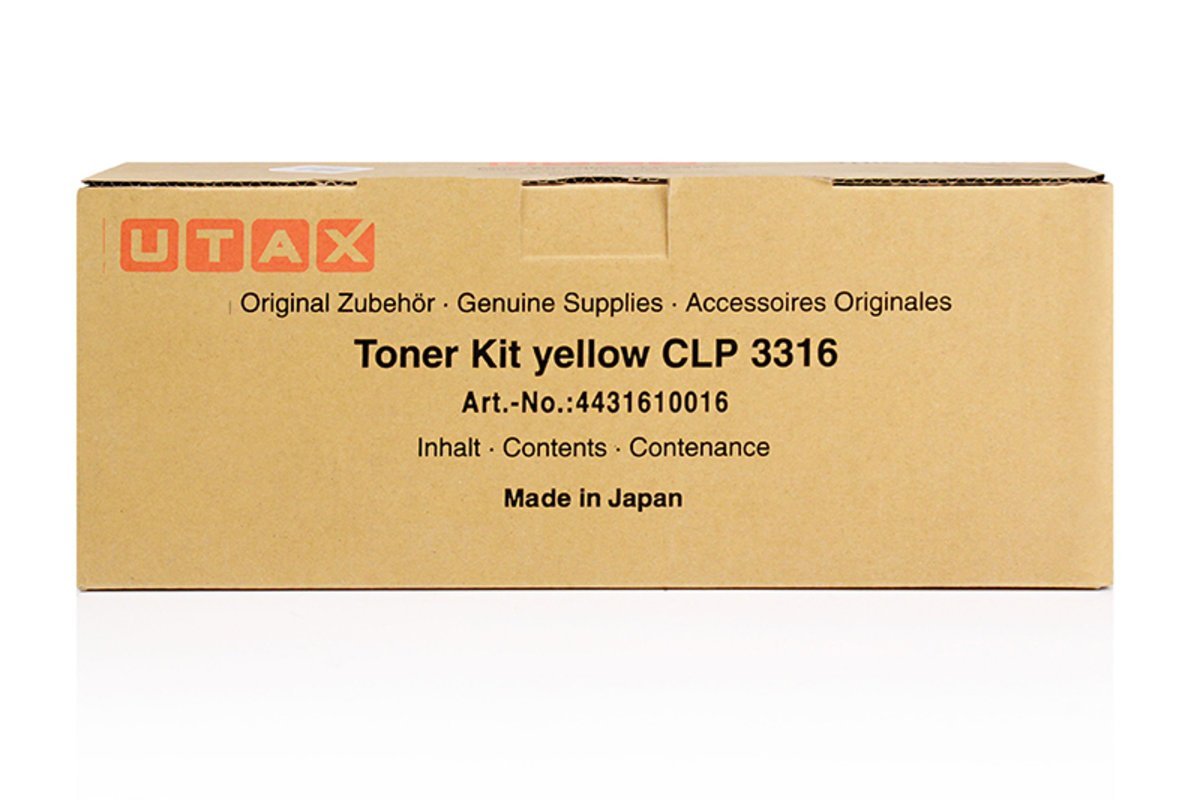 UTAX
Original Zubehör · Genuine Supplies · Accessoires Originales
Toner Kit yellow CLP 3316
Art.-No.:4431610016
Inhalt · Contents · Contenance
Made in Japan